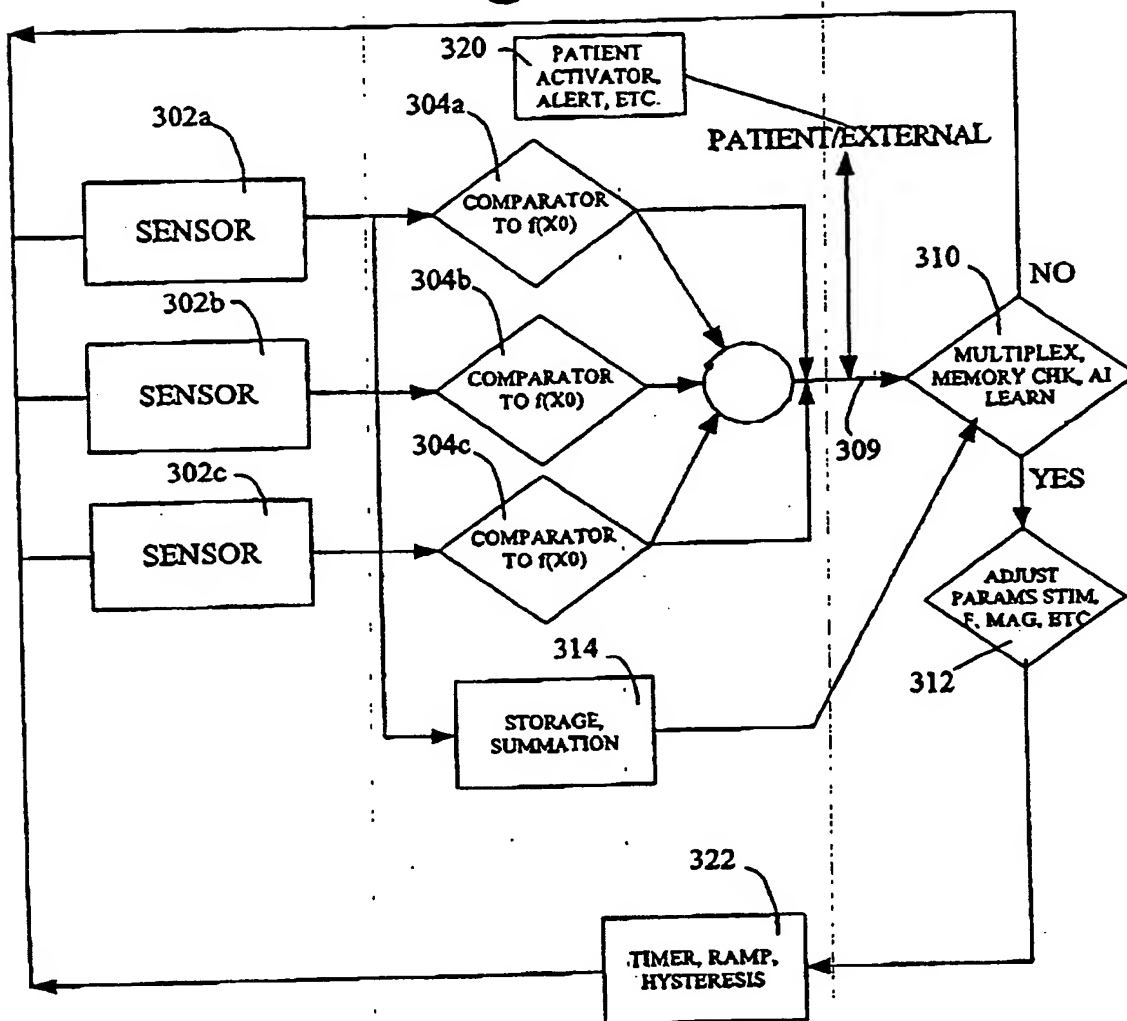 320
PATIENT
ACTIVATOR,
ALERT, ETC.
304a
302a
PATIENT/EXTERNAL
SENSOR
COMPARATOR
TO f(X0)
310
NO
304b
302b
MULTIPLEX,
MEMORY CHK, AI
LEARN
SENSOR
COMPARATOR
TO f(X0)
304c
309
302c
YES
SENSOR
COMPARATOR
TO f(X0)
ADJUST
PARAMS STIM,
F, MAG, ETC
314
312
STORAGE,
SUMMATION
322
TIMER, RAMP,
HYSTERESIS